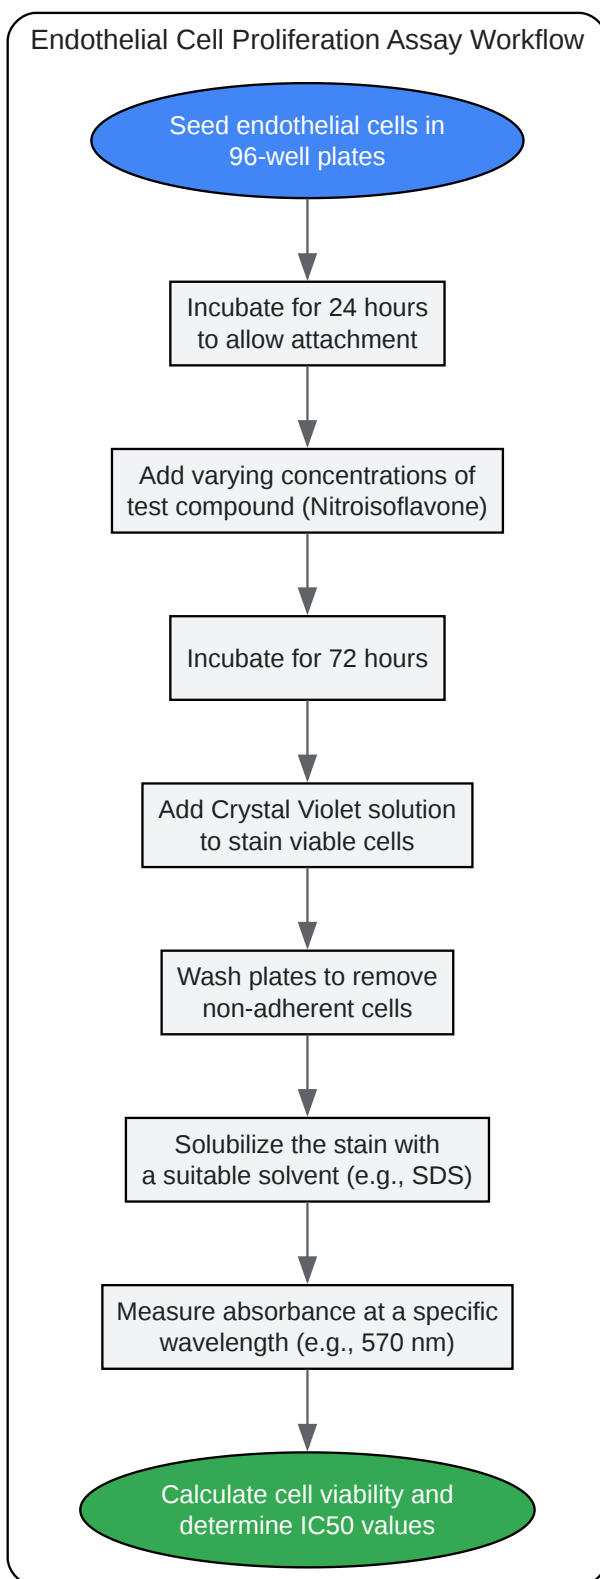 Endothelial Cell Proliferation Assay Workflow
Seed endothelial cells in
96-well plates
Incubate for 24 hours
to allow attachment
Add varying concentrations of
test compound (Nitroisoflavone)
Incubate for 72 hours
Add Crystal Violet solution
to stain viable cells
Wash plates to remove
non-adherent cells
Solubilize the stain with
a suitable solvent (e.g., SDS)
Measure absorbance at a specific
wavelength (e.g., 570 nm)
Calculate cell viability and
determine IC50 values